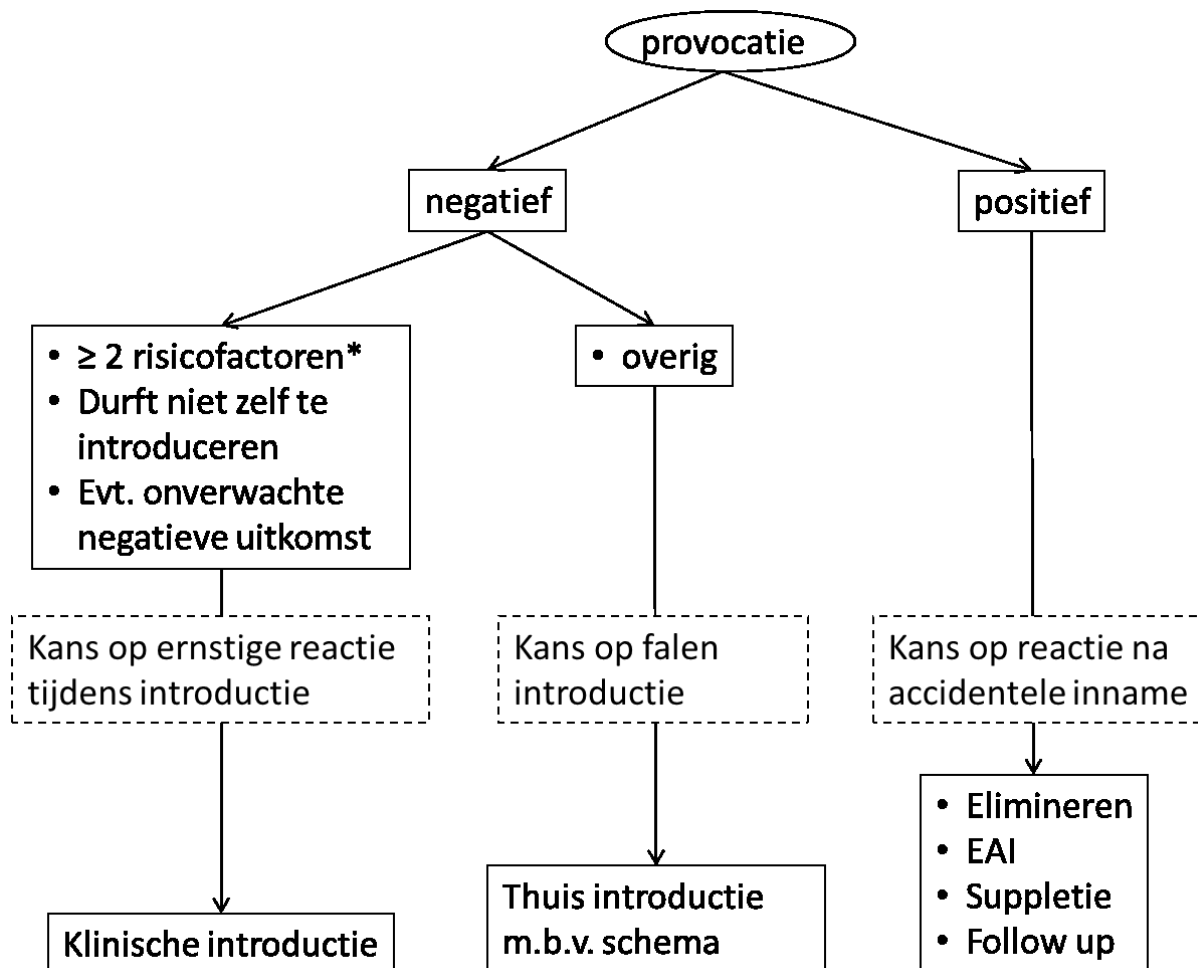 provocatie
negatief
positief
• ≥ 2 risicofactoren*
• Durft niet zelf te
introduceren
• Evt. onverwachte
negatieve uitkomst
• overig
Kans op ernstige reactie
tijdens introductie
Kans op falen
introductie
Kans op reactie na
accidentele inname
Klinische introductie
Thuis introductie
m.b.v. schema
• Elimineren
• EAI
• Suppletie
• Follow up